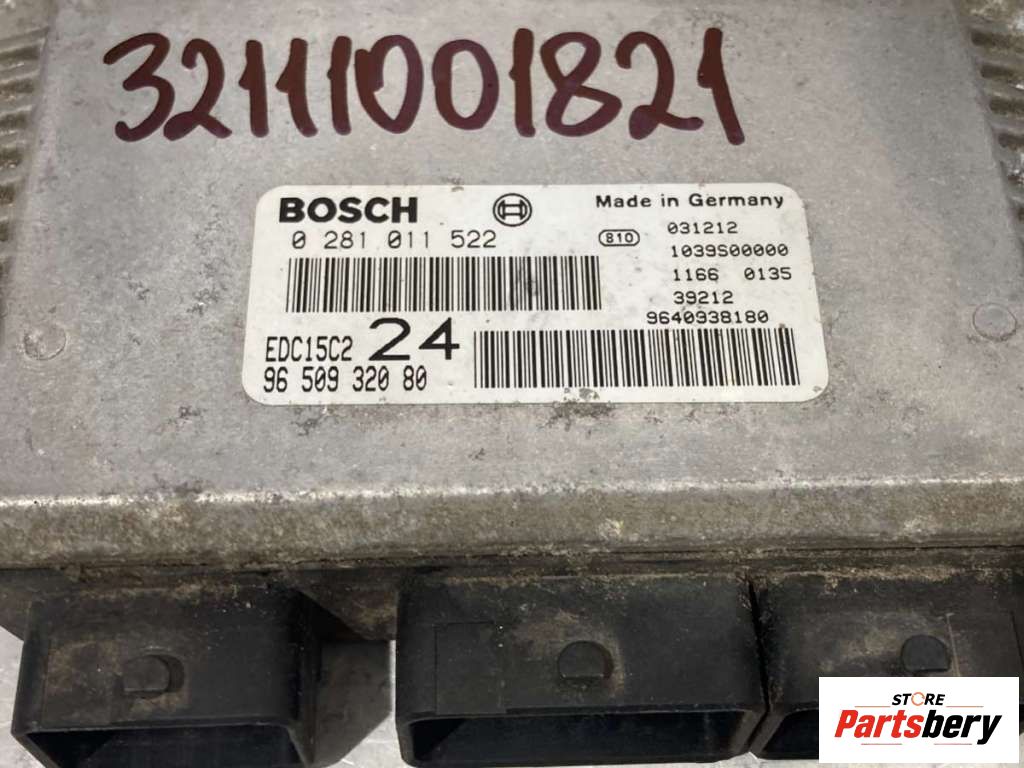 32111001821
BOSCH
Made in Germany
0 281 011 522
810
031212
1039S00000
1166 0135
39212
9640938180
EDC15C2 24
96 509 320 80
STORE
Partsbery